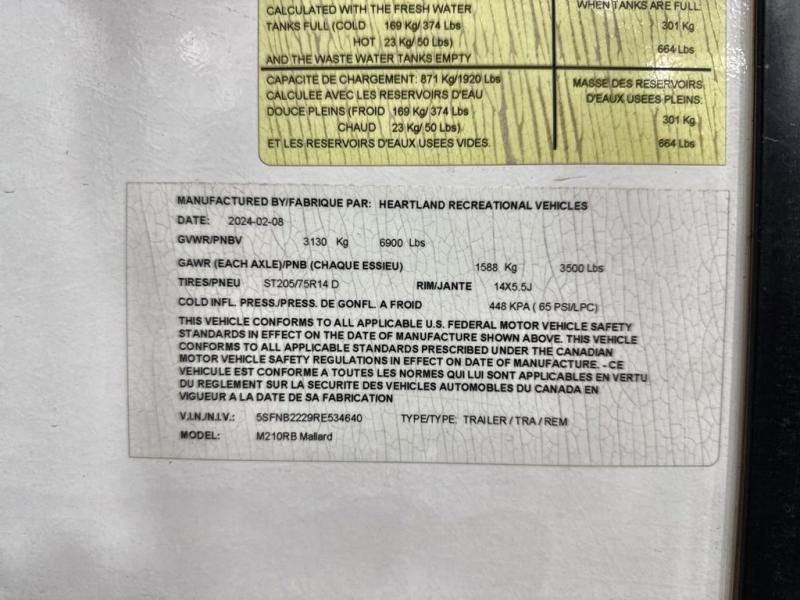 CALCULATED WITH THE FRESH WATER
TANKS FULL (COLD 169 Kg/ 374 Lbs
HOT 23 Kg/ 50 Lbs)
AND THE WASTE WATER TANKS EMPTY
WHEN TANKS ARE FULL:
301 Kg
664 Lbs
CAPACITE DE CHARGEMENT: 871 Kg/1920 Lbs
CALCULEE AVEC LES RESERVOIRS D'EAU
DOUCE PLEINS (FROID 169 Kg/ 374 Lbs
CHAUD 23 Kg/ 50 Lbs)
ET LES RESERVOIRS D'EAUX USEES VIDES.
MASSE DES RESERVOIRS
D'EAUX USEES PLEINS:
301 Kg
664 Lbs
MANUFACTURED BY/FABRIQUE PAR: HEARTLAND RECREATIONAL VEHICLES
DATE: 2024-02-08
GVWR/PNBV 3130 Kg 6900 Lbs
GAWR (EACH AXLE)/PNB (CHAQUE ESSIEU) 1588 Kg 3500 Lbs
TIRES/PNEU ST205/75R14 D RIM/JANTE 14X5.5J
COLD INFL. PRESS./PRESS. DE GONFL. A FROID 448 KPA ( 65 PSI/LPC)
THIS VEHICLE CONFORMS TO ALL APPLICABLE U.S. FEDERAL MOTOR VEHICLE SAFETY
STANDARDS IN EFFECT ON THE DATE OF MANUFACTURE SHOWN ABOVE. THIS VEHICLE
CONFORMS TO ALL APPLICABLE STANDARDS PRESCRIBED UNDER THE CANADIAN
MOTOR VEHICLE SAFETY REGULATIONS IN EFFECT ON DATE OF MANUFACTURE. - CE
VEHICULE EST CONFORME A TOUTES LES NORMES QUI LUI SONT APPLICABLES EN VERTU
DU REGLEMENT SUR LA SECURITE DES VEHICLES AUTOMOBILES DU CANADA EN
VIGUEUR A LA DATE DE SA FABRICATION
V.I.N./N.I.V.: 5SFNB2229RE534640 TYPE/TYPE: TRAILER / TRA / REM
MODEL: M210RB Mallard